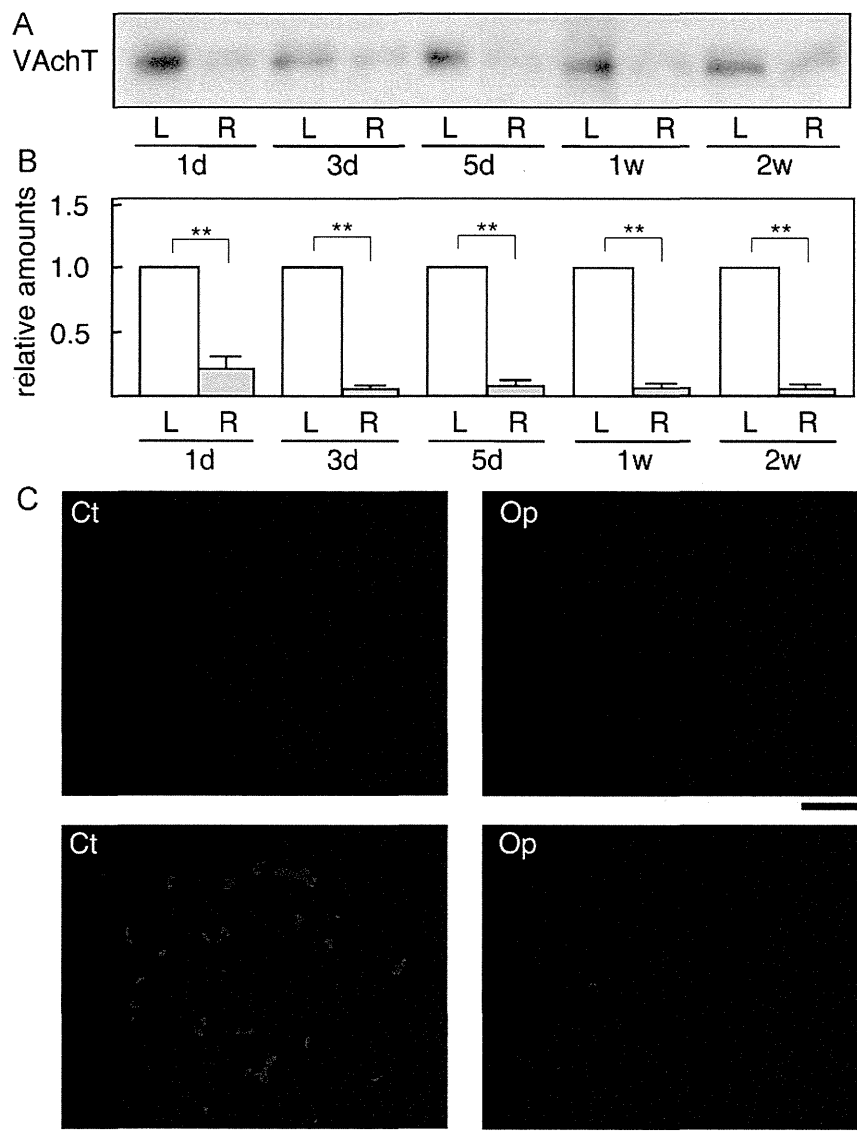 A
VAchT
L R L R L R L R L R
1d 3d 5d 1w 2w
B
relative amounts
1.5
1.0
0.5
** ** ** ** **
L R L R L R L R L R
1d 3d 5d 1w 2w
C
Ct Op
Ct Op